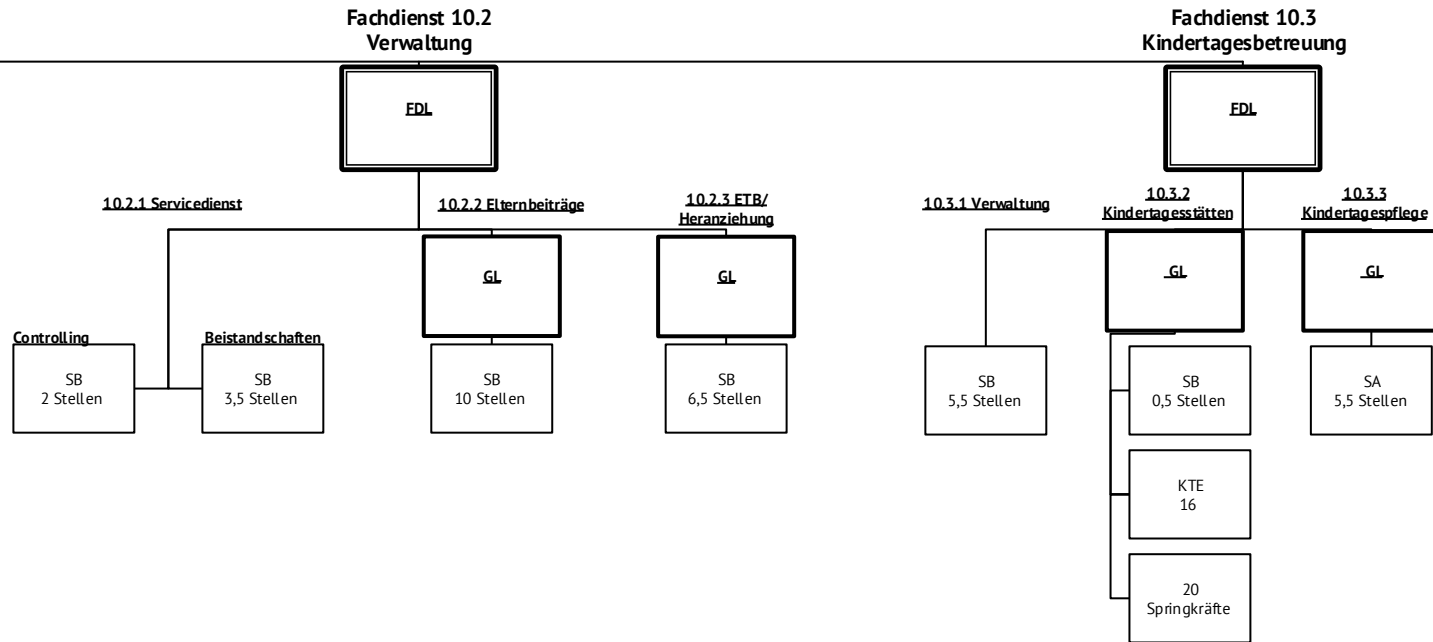 Fachdienst 10.2
Verwaltung
FDL
10.2.1 Servicedienst
10.2.2 Elternbeiträge
10.2.3 ETB/
Heranziehung
GL
GL
Controlling
SB
2 Stellen
Beistandschaften
SB
3,5 Stellen
SB
10 Stellen
SB
6,5 Stellen
Fachdienst 10.3
Kindertagesbetreuung
FDL
10.3.1 Verwaltung
10.3.2
Kindertagesstätten
10.3.3
Kindertagespflege
GL
GL
SB
5,5 Stellen
SB
0,5 Stellen
SA
5,5 Stellen
KTE
16
20
Springkräfte